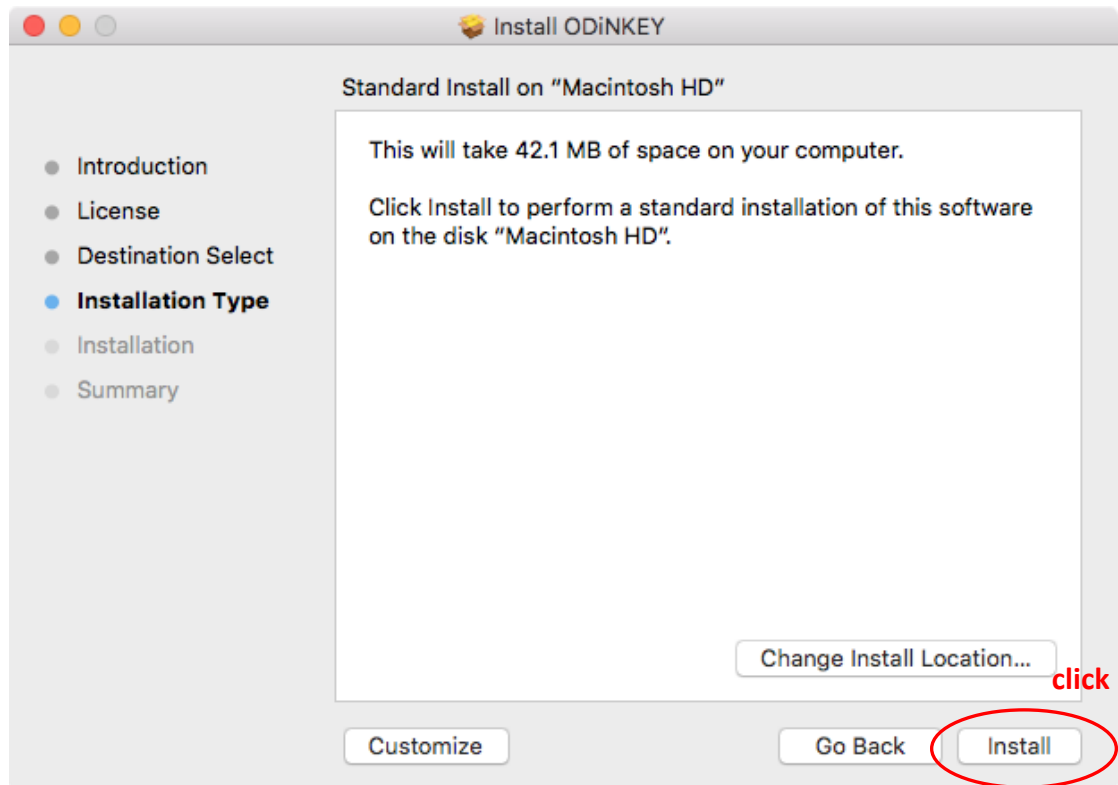 Install ODiNKEY
Standard Install on “Macintosh HD”
Introduction
License
Destination Select
Installation Type
Installation
Summary
This will take 42.1 MB of space on your computer.
Click Install to perform a standard installation of this software
on the disk “Macintosh HD”.
Change Install Location...
click
Customize
Go Back
Install